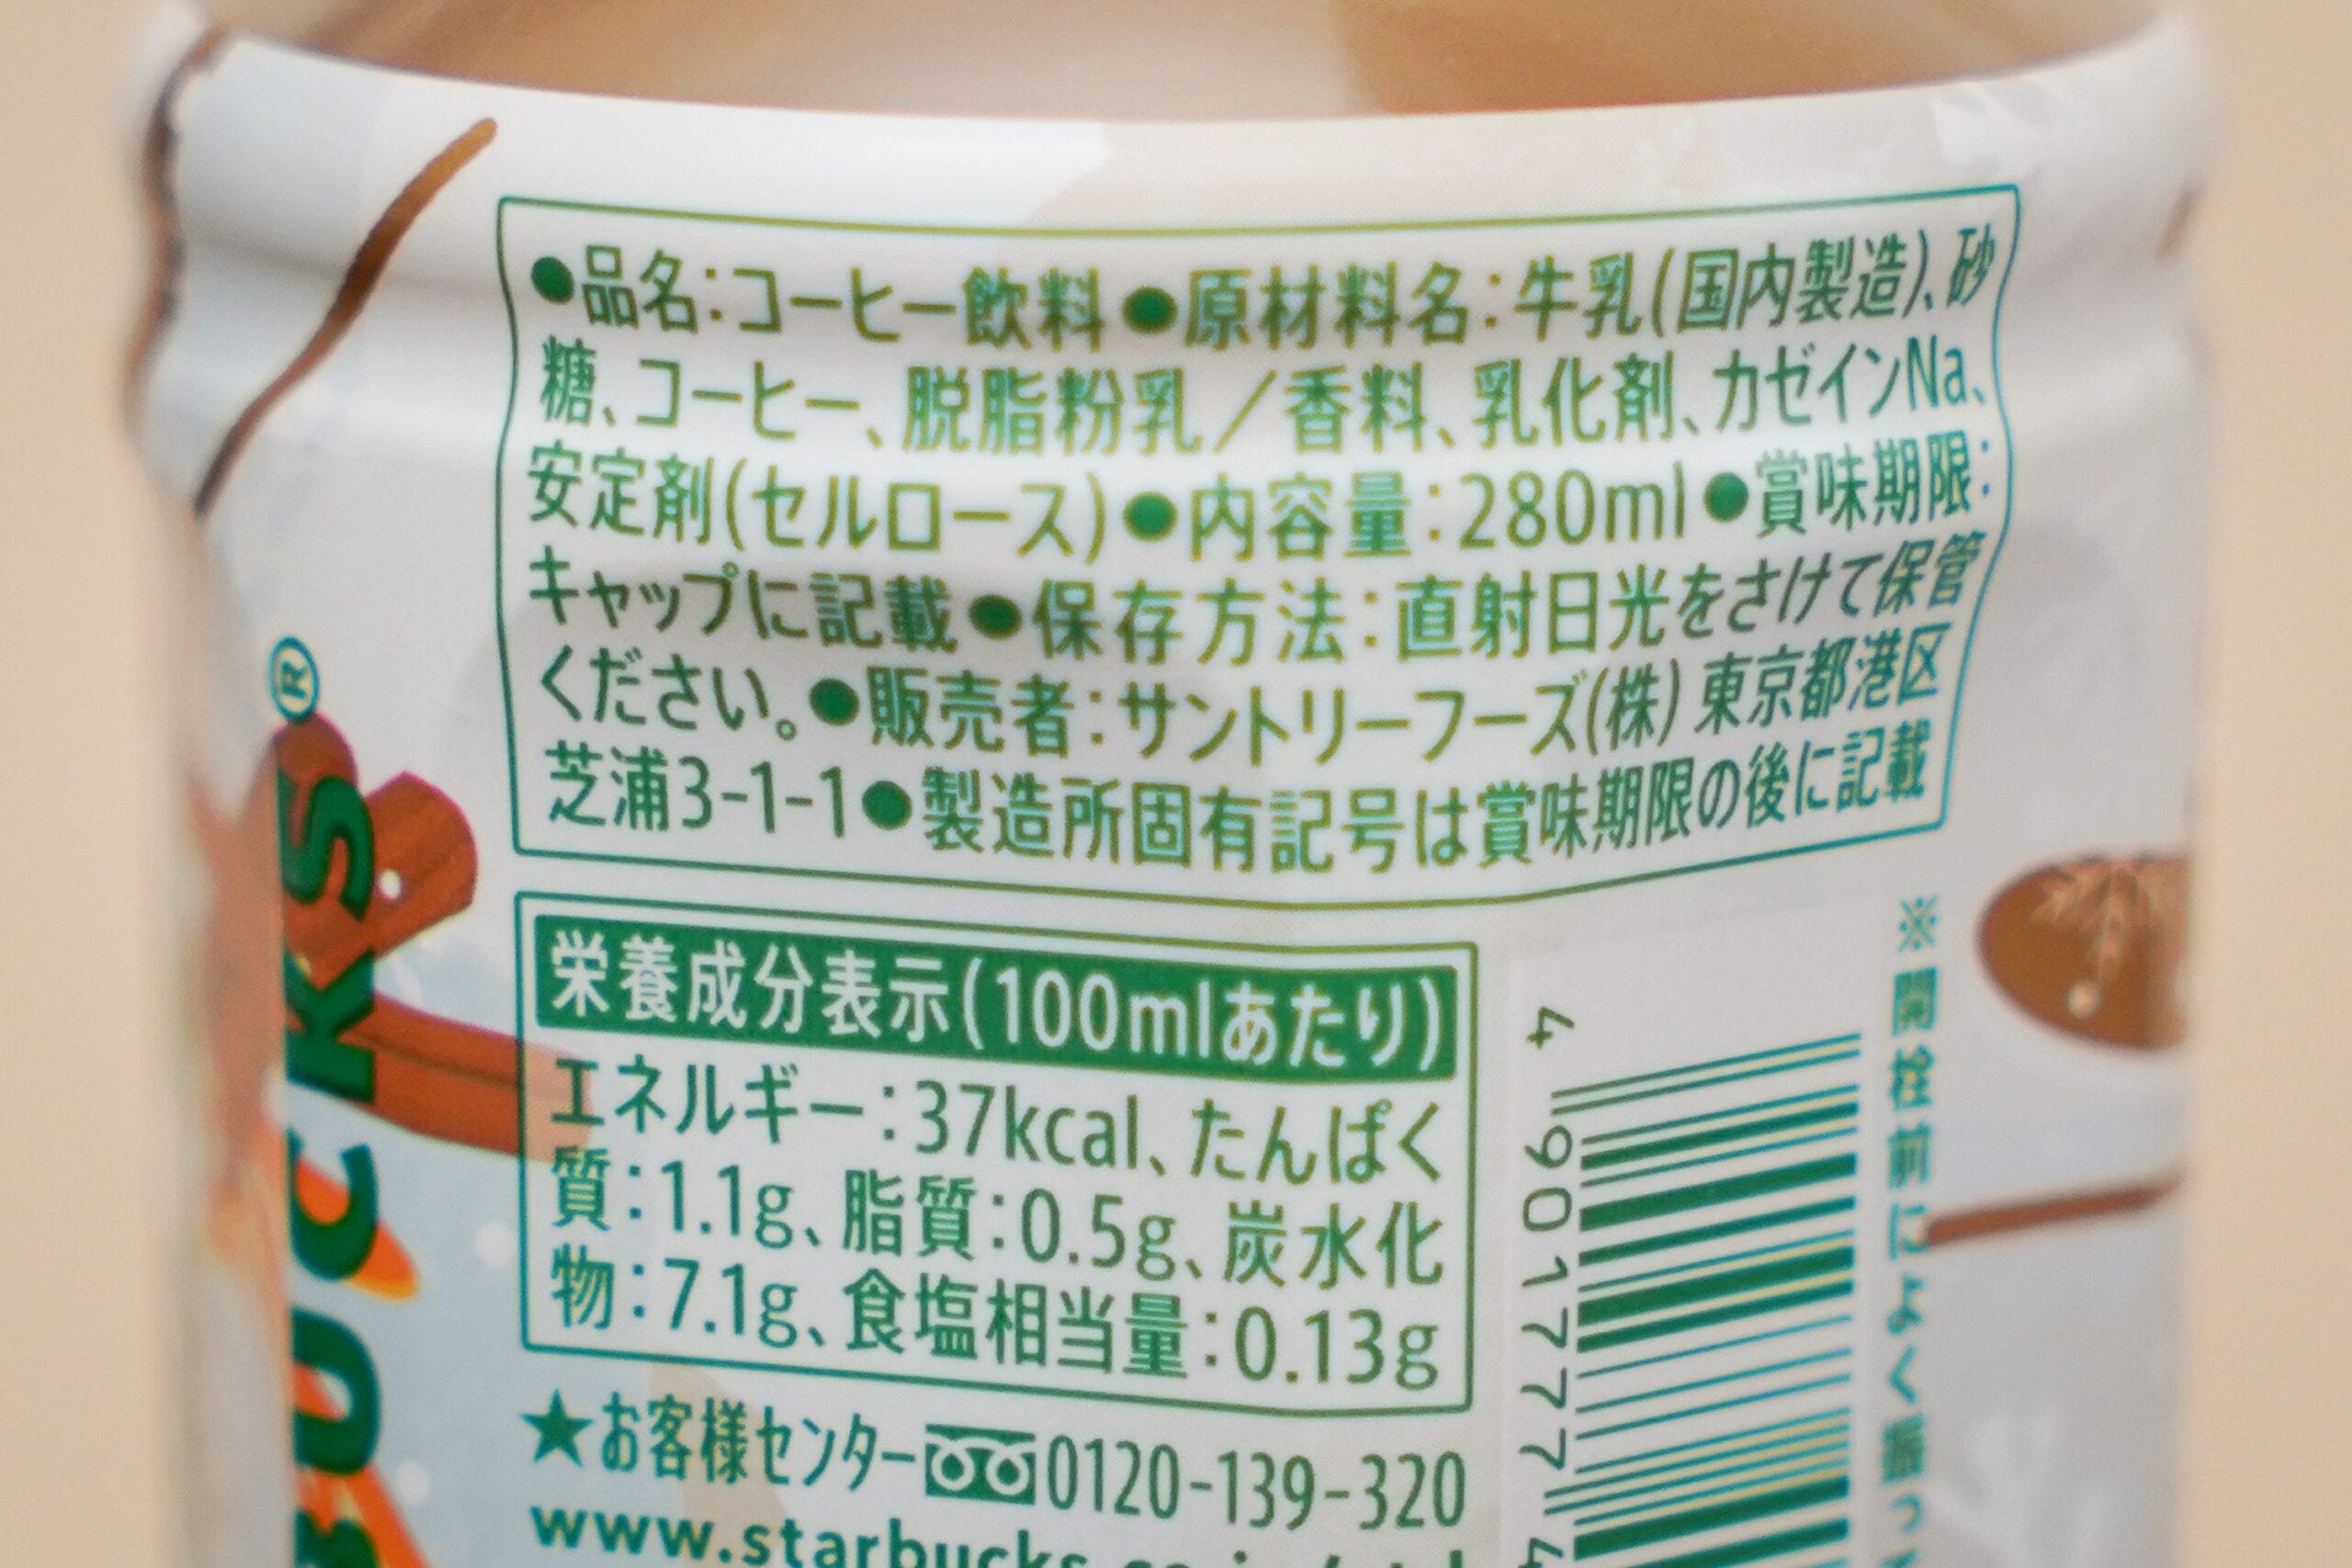 ●品名:コーヒー飲料●原材料名:牛乳(国内製造)、砂
糖、コーヒー、脱脂粉乳/香料、乳化剤、カゼインNa、
安定剤(セルロース)●内容量:280ml●賞味期限:
キャップに記載●保存方法:直射日光をさけて保管
ください。●販売者:サントリーフーズ(株) 東京都港区
芝浦3-1-1●製造所固有記号は賞味期限の後に記載
栄養成分表示(100mlあたり)
エネルギー:37kcal、たんぱく
質:1.1g、脂質:0.5g、炭水化
物:7.1g、食塩相当量:0.13g
★お客様センター 0120-139-320
www.starbucks
4 901777 4
※開栓前によく振っ
BUCKS®